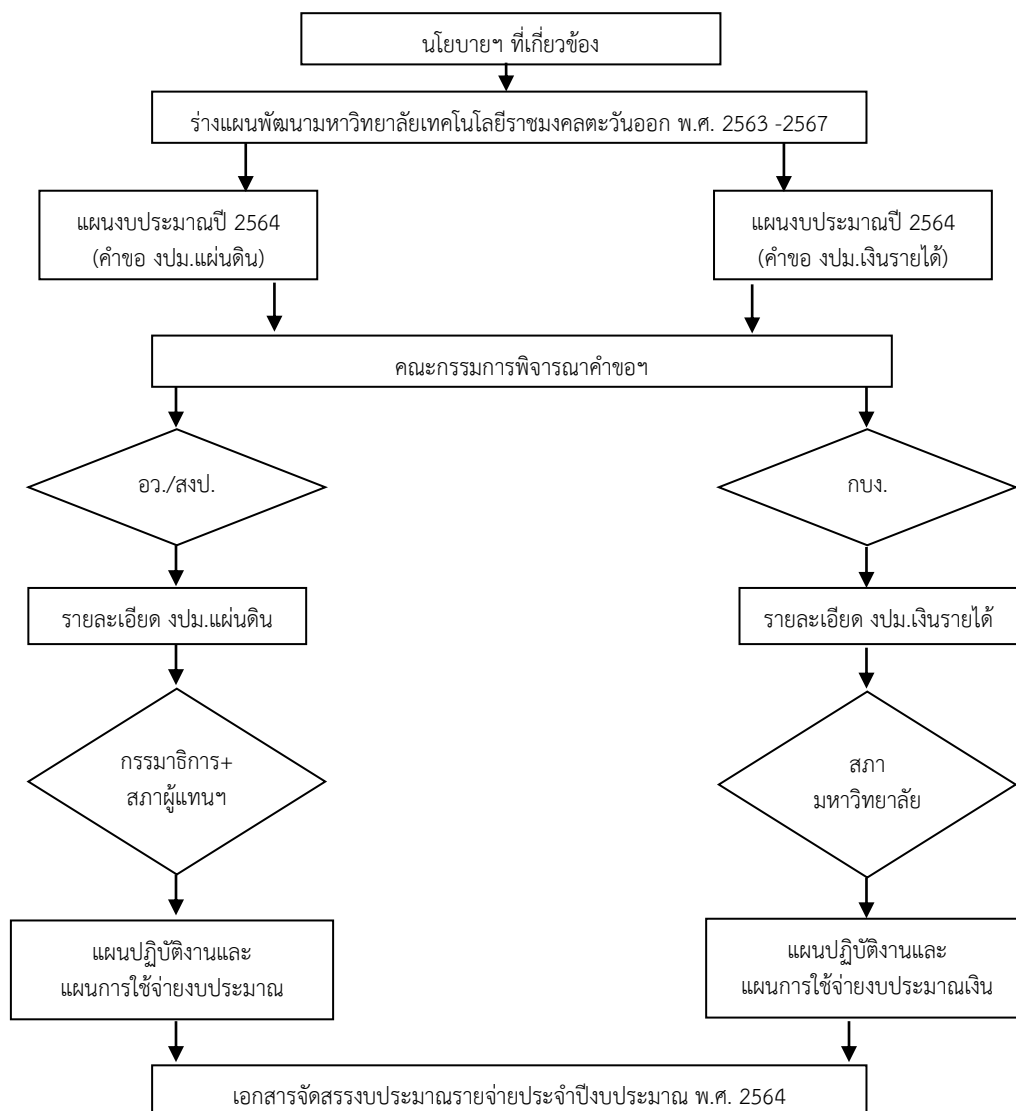 นโยบายฯ ที่เกี่ยวข้อง
ร่างแผนพัฒนามหาวิทยาลัยเทคโนโลยีราชมงคลตะวันออก พ.ศ. 2563 -2567
แผนงบประมาณปี 2564
(คำขอ งปม.แผ่นดิน)
แผนงบประมาณปี 2564
(คำขอ งปม.เงินรายได้)
คณะกรรมการพิจารณาคำขอฯ
อว./สงป.
กบง.
รายละเอียด งปม.แผ่นดิน
รายละเอียด งปม.เงินรายได้
กรรมาธิการ+
สภาผู้แทนฯ
สภา
มหาวิทยาลัย
แผนปฏิบัติงานและ
แผนการใช้จ่ายงบประมาณ
แผนปฏิบัติงานและ
แผนการใช้จ่ายงบประมาณเงิน
เอกสารจัดสรรงบประมาณรายจ่ายประจำปีงบประมาณ พ.ศ. 2564